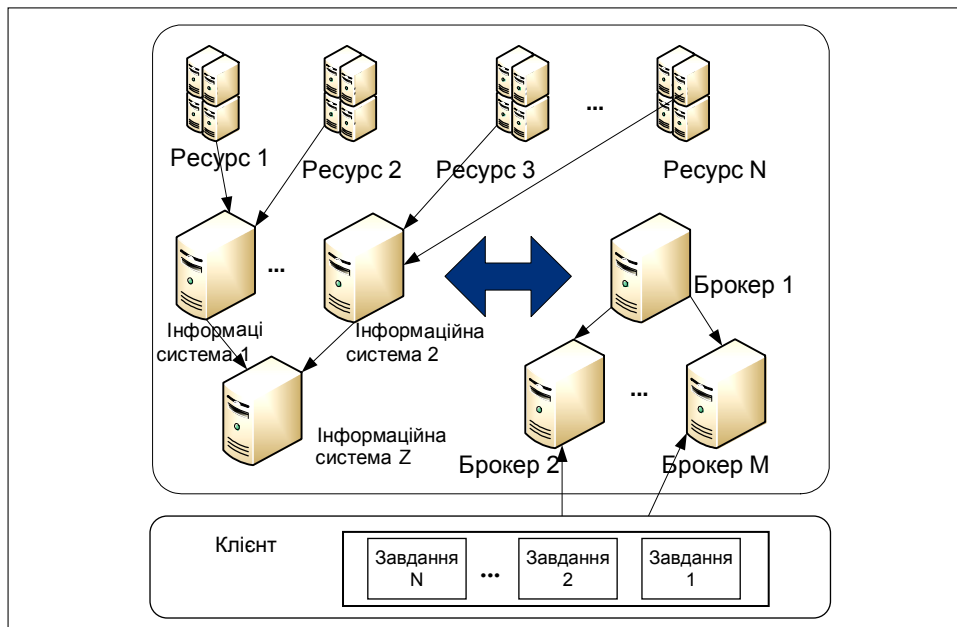 ...
Ресурс 1
Ресурс 2
Ресурс 3
Ресурс N
...
Брокер 1
Інформаці
система 1
Інформаційна
система 2
...
Інформаційна
система Z
Брокер 2
Брокер M
Клієнт
Завдання
N
...
Завдання
2
Завдання
1